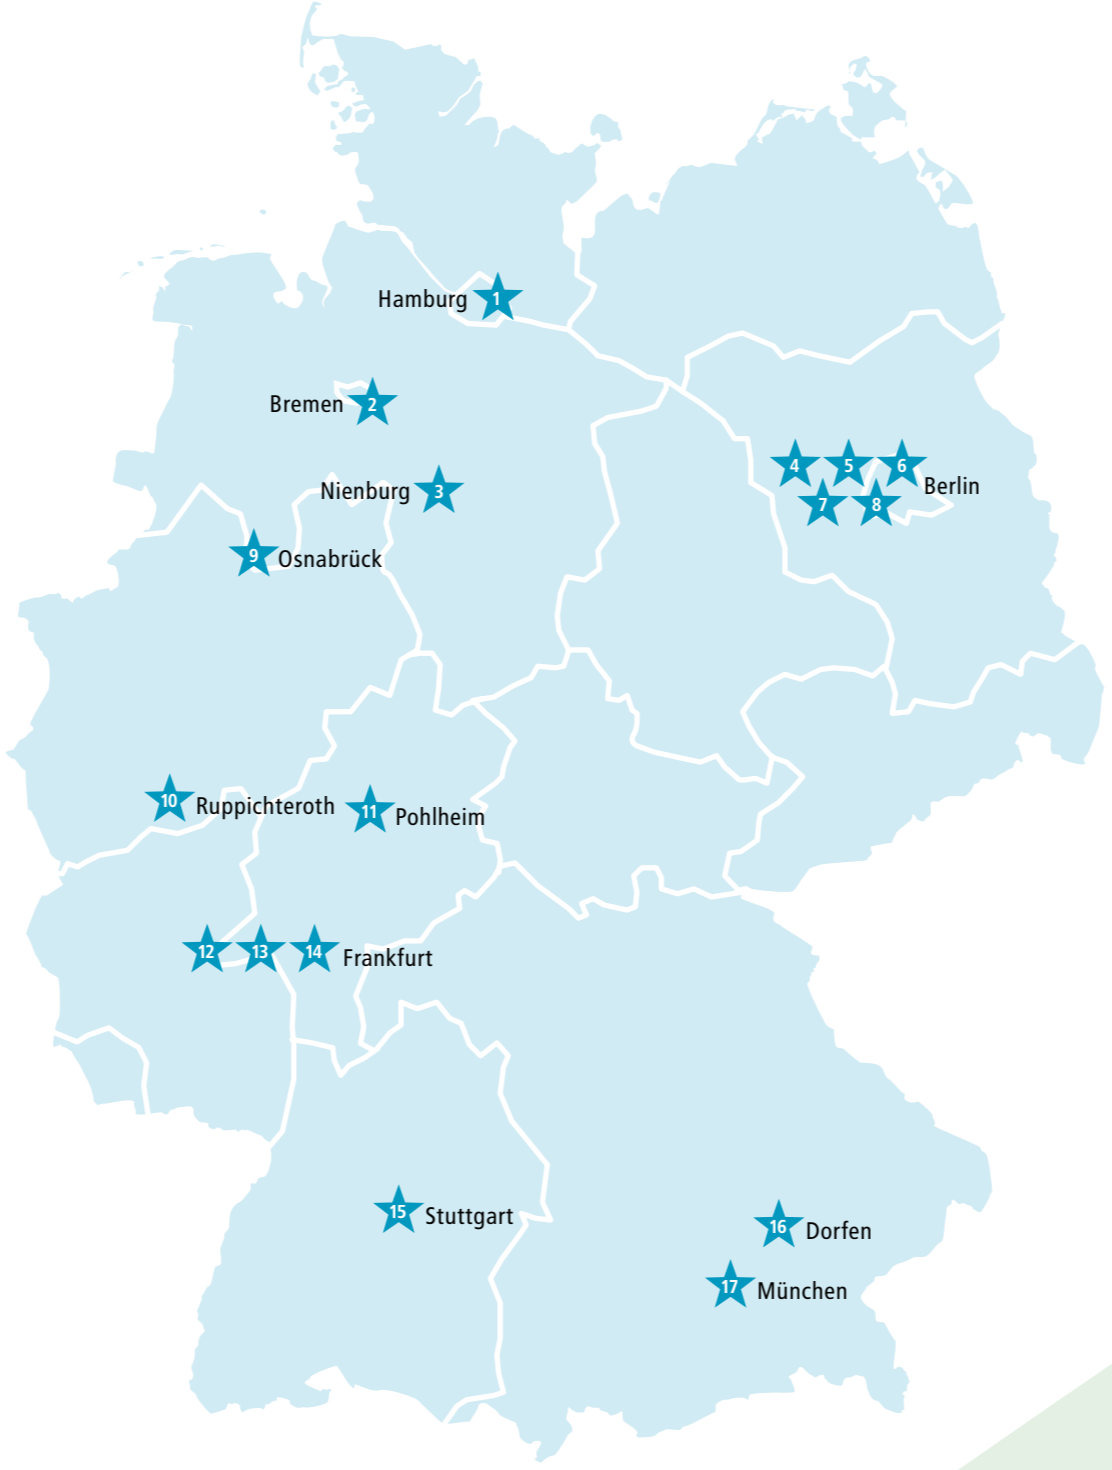 Hamburg 1
Bremen 2
4 5 6
Berlin
Nienburg 3
7 8
9 Osnabrück
10 Ruppichteroth
11 Pohlheim
12 13 14 Frankfurt
15 Stuttgart
16 Dorfen
17 München